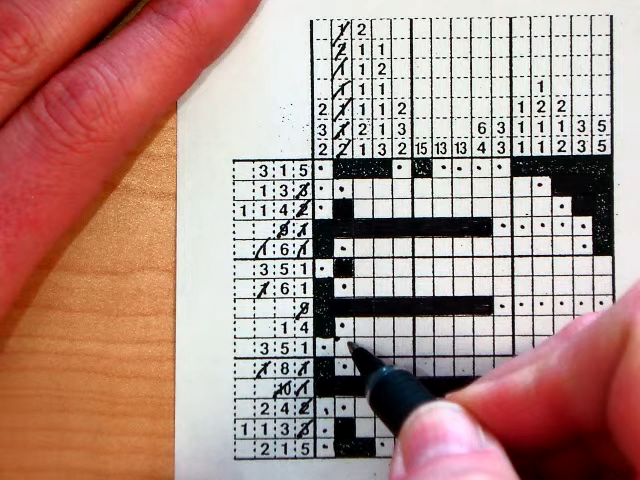 1 2
2 1 1
1 1 2
1 1 1 1
2 1 1 1 2 1 2 2
3 1 2 1 3 6 3 1 1 1 3 5
2 2 1 3 2 15 13 13 4 3 1 1 2 3 5
3 1 5
1 3 3
1 1 4 2
9 1
1 6 1
3 5 1
1 6 1
9
1 4
3 5 1
1 8 1
10 1
2 4 2
1 1 3 3
2 1 5